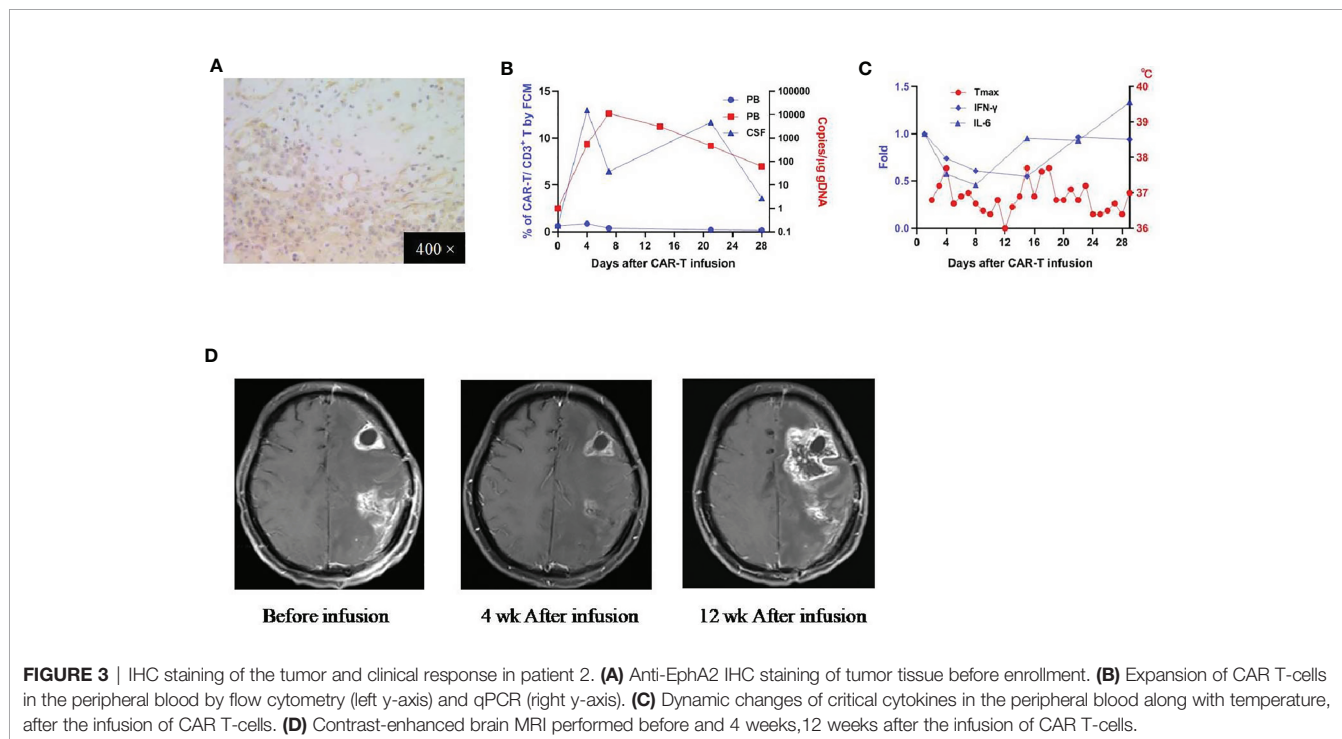 A
400 ×
B
% of CAR-T/ CD3⁺ T by FCM
15
10
5
0
PB
PB
CSF
100000
10000
1000
100
10
1
0.1
Copies/μg gDNA
0 4 8 12 16 20 24 28
Days after CAR-T infusion
C
Fold
1.5
1.0
0.5
0.0
Tmax
IFN-γ
IL-6
°C
40
39
38
37
36
0 4 8 12 16 20 24 28
Days after CAR-T infusion
D
Before infusion
4 wk After infusion
12 wk After infusion
FIGURE 3 | IHC staining of the tumor and clinical response in patient 2. (A) Anti-EphA2 IHC staining of tumor tissue before enrollment. (B) Expansion of CAR T-cells
in the peripheral blood by flow cytometry (left y-axis) and qPCR (right y-axis). (C) Dynamic changes of critical cytokines in the peripheral blood along with temperature,
after the infusion of CAR T-cells. (D) Contrast-enhanced brain MRI performed before and 4 weeks,12 weeks after the infusion of CAR T-cells.